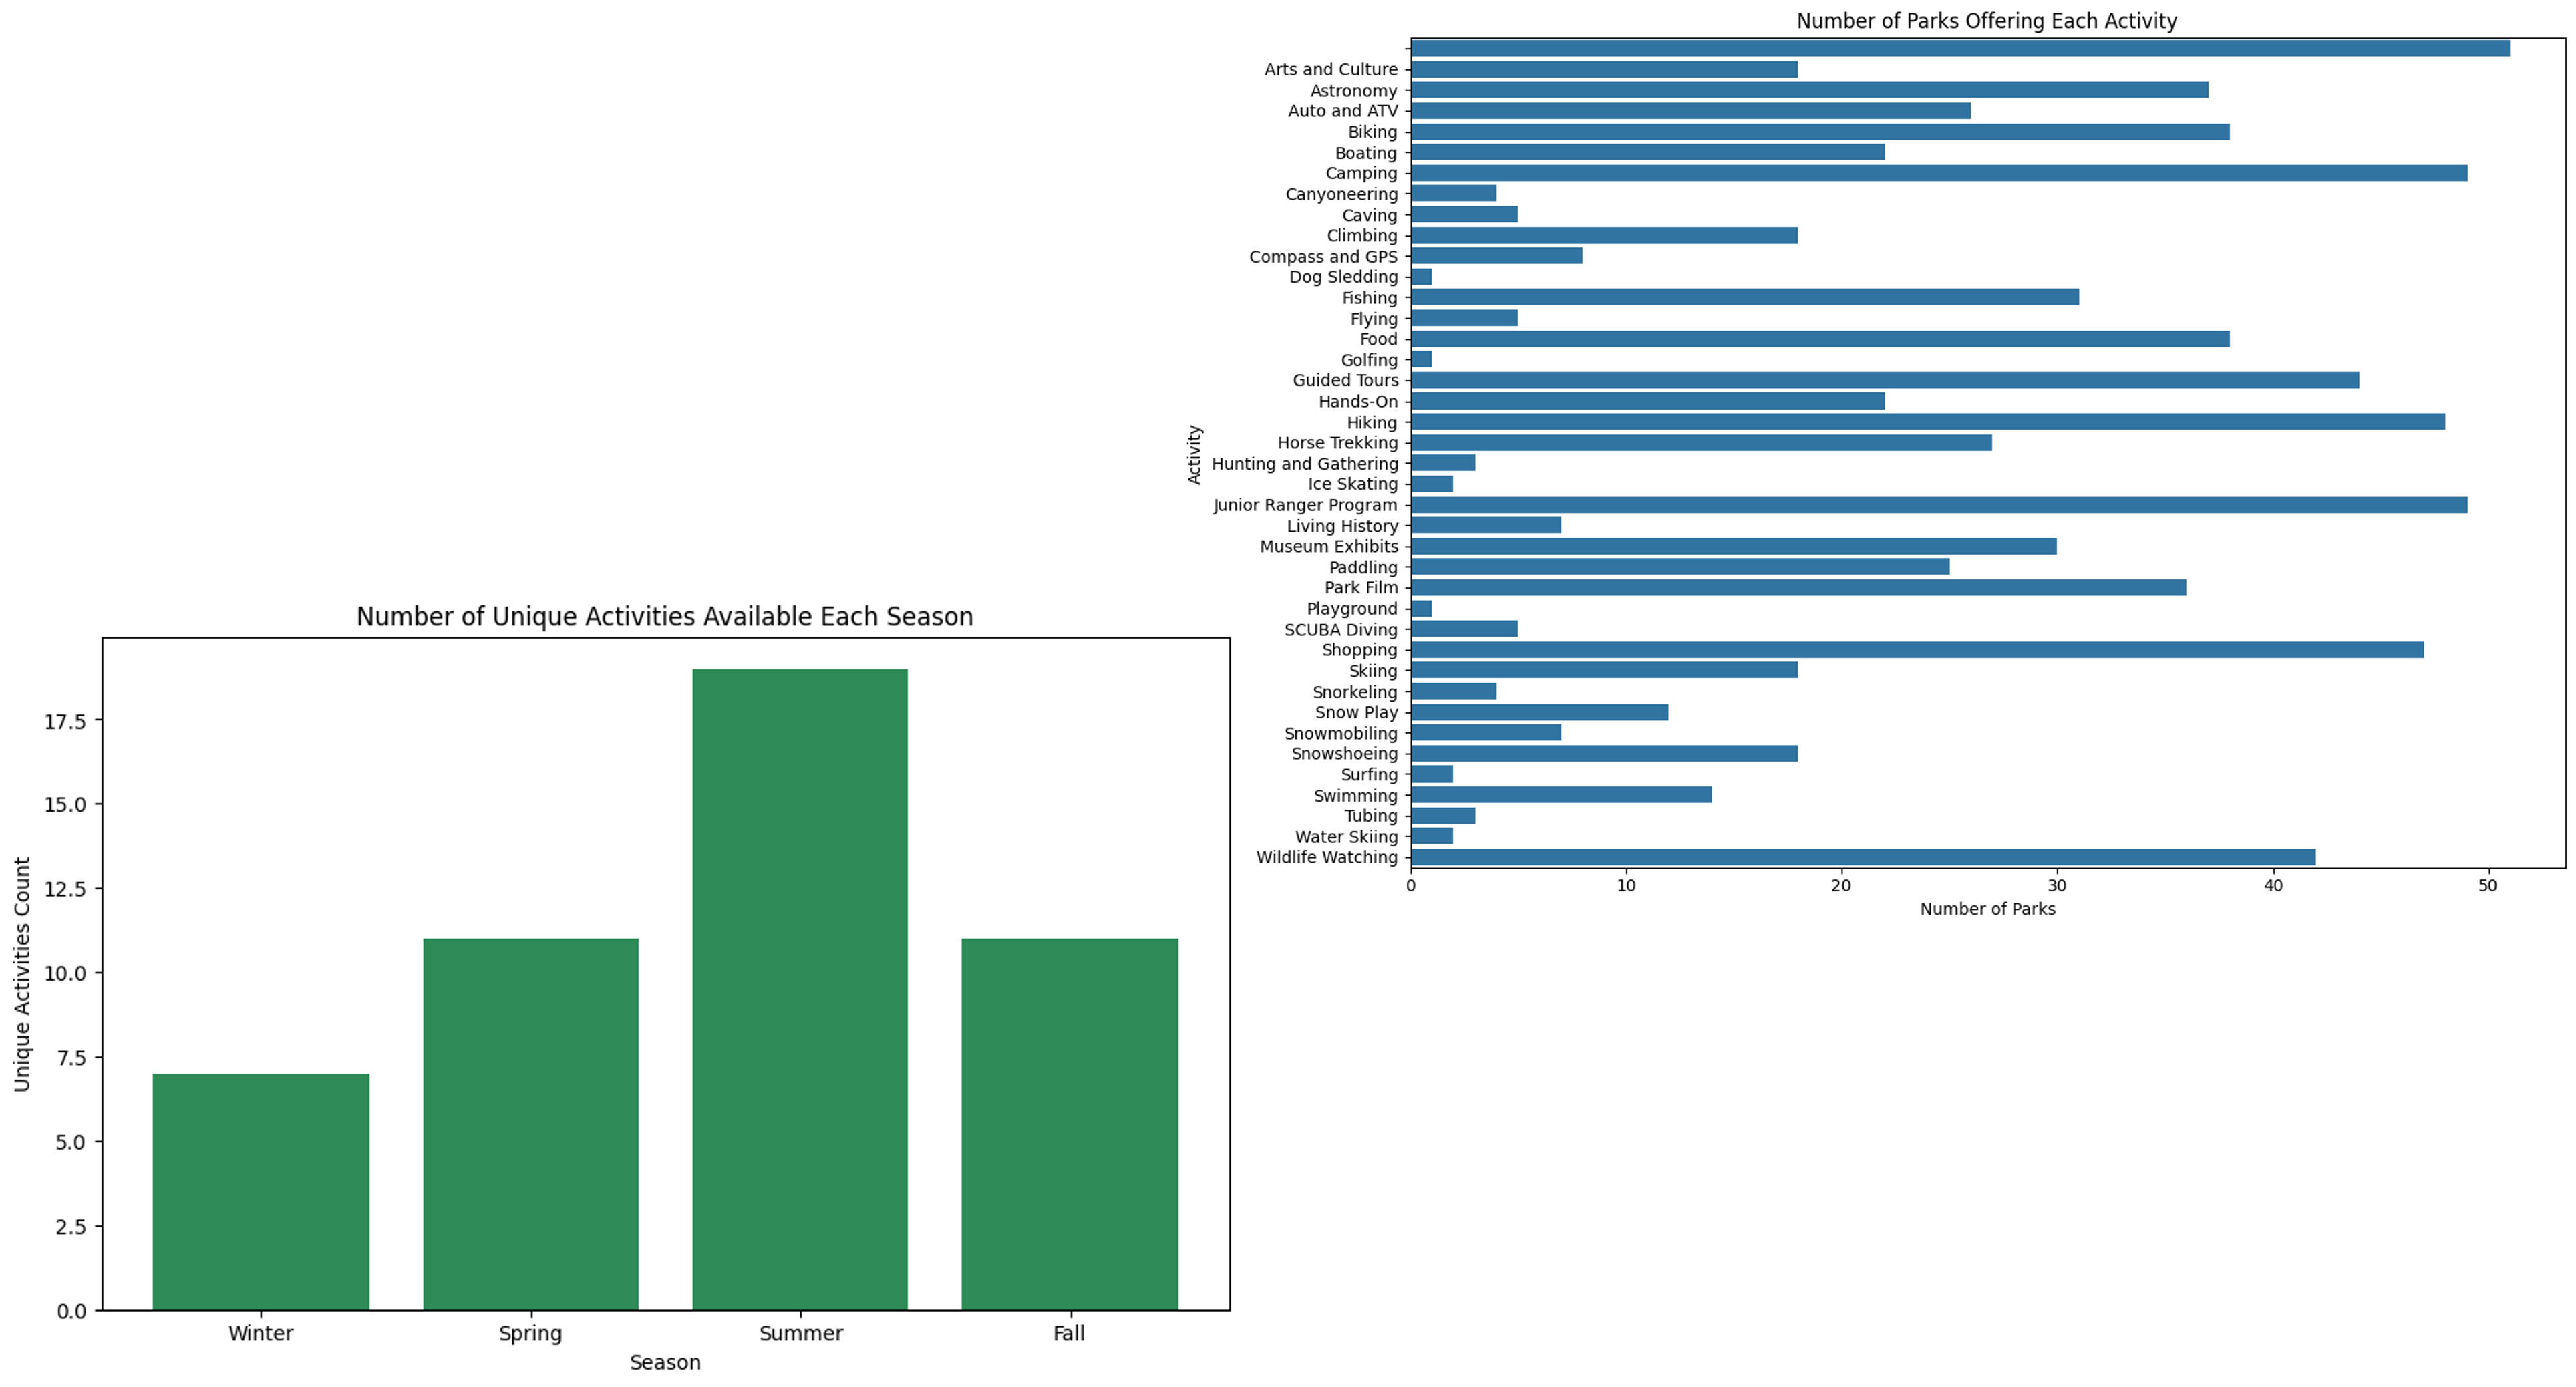 Number of Parks Offering Each Activity
Arts and Culture
Astronomy
Auto and ATV
Biking
Boating
Camping
Canyoneering
Caving
Climbing
Compass and GPS
Dog Sledding
Fishing
Flying
Food
Golfing
Guided Tours
Hands-On
Hiking
Horse Trekking
Hunting and Gathering
Ice Skating
Junior Ranger Program
Living History
Museum Exhibits
Paddling
Park Film
Playground
SCUBA Diving
Shopping
Skiing
Snorkeling
Snow Play
Snowmobiling
Snowshoeing
Surfing
Swimming
Tubing
Water Skiing
Wildlife Watching
Activity
0 10 20 30 40 50
Number of Parks
Number of Unique Activities Available Each Season
17.5
15.0
12.5
10.0
7.5
5.0
2.5
0.0
Unique Activities Count
Winter Spring Summer Fall
Season